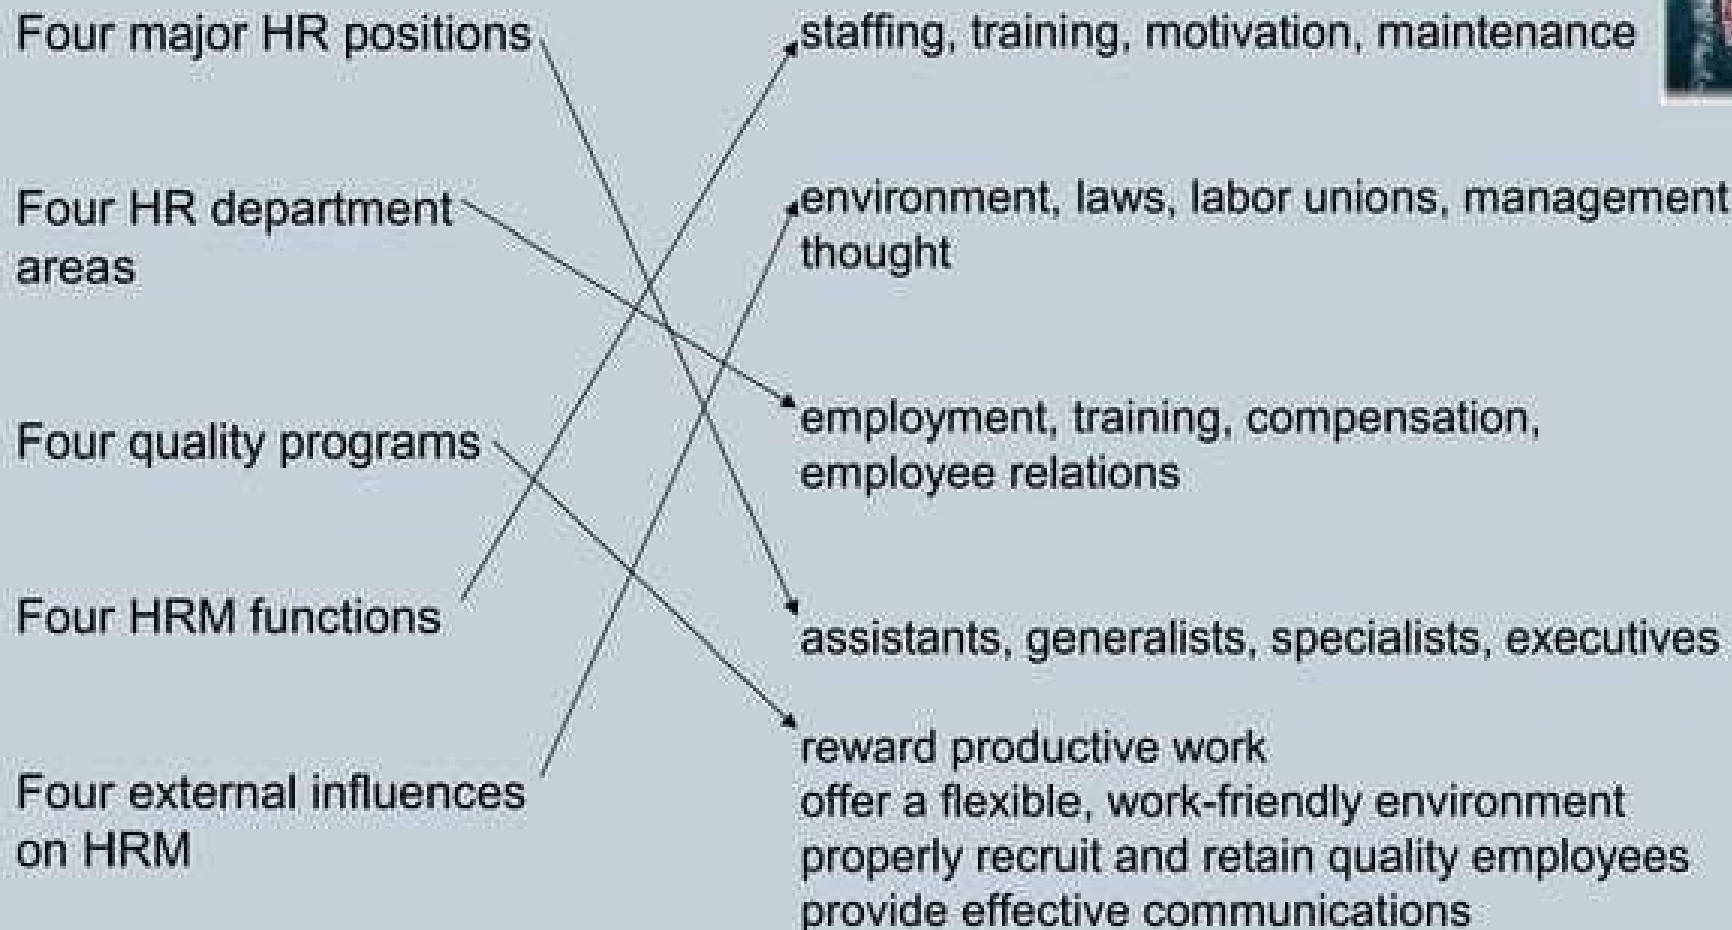 Four major HR positions
Four HR department
areas
Four quality programs
Four HRM functions
Four external influences
on HRM
staffing, training, motivation, maintenance
environment, laws, labor unions, management
thought
employment, training, compensation,
employee relations
assistants, generalists, specialists, executives
reward productive work
offer a flexible, work-friendly environment
properly recruit and retain quality employees
provide effective communications